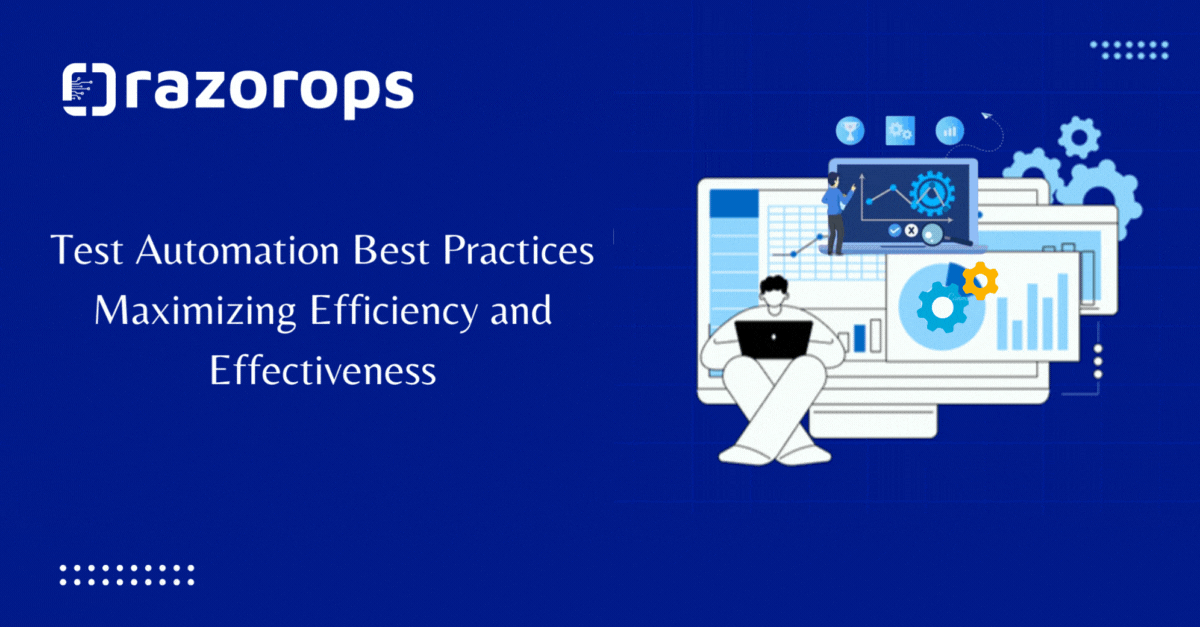 razorops
Test Automation Best Practices
Maximizing Efficiency and
Effectiveness